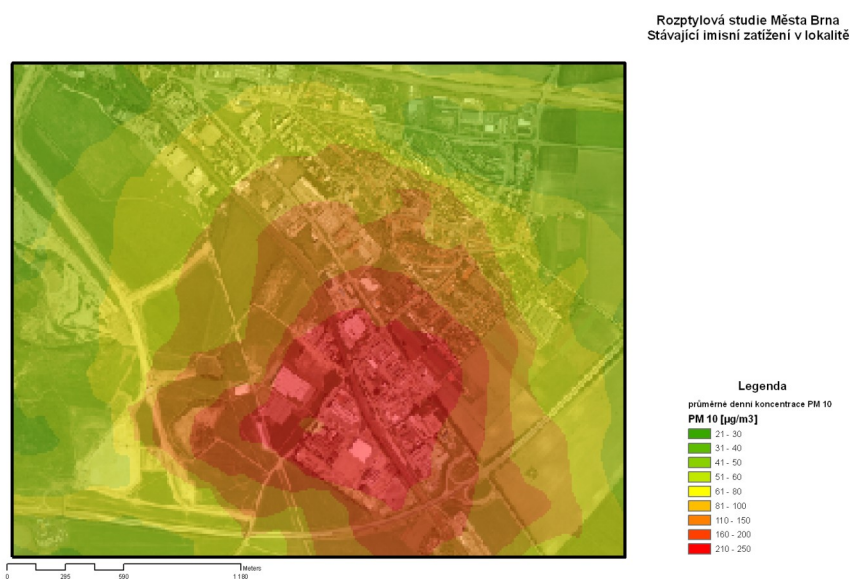 Rozptylová studie Města Brna
Stávající imisní zatížení v lokalitě
Legenda
průměrné denní koncentrace PM 10
PM 10 [µg/m3]
21 - 30
31 - 40
41 - 50
51 - 60
61 - 80
81 - 100
110 - 150
160 - 200
210 - 250
Meters
0 295 590 1 180